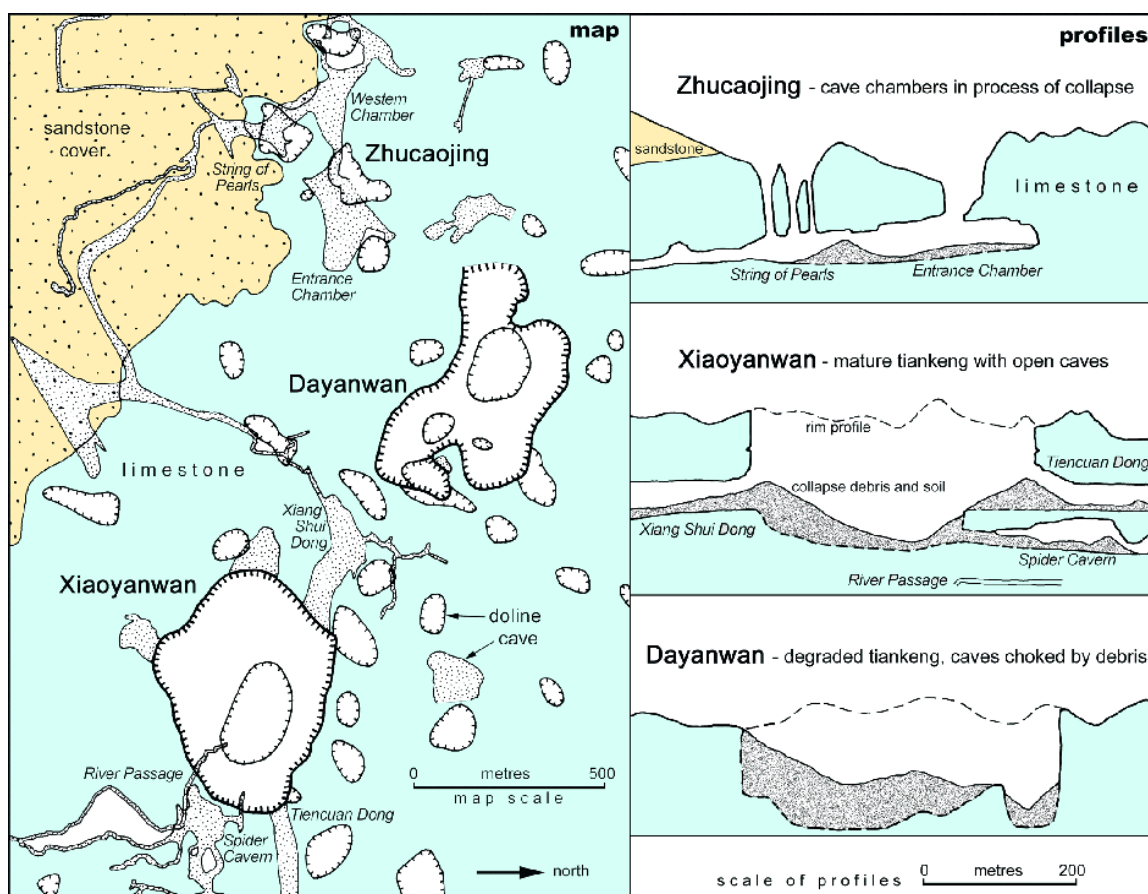 map
Western
Chamber
sandstone
cover
Zhucaojing
String of
Pearls
Entrance
Chamber
Dayanwan
limestone
Xiang
Shui
Dong
Xiaoyanwan
doline
cave
River Passage
0 metres 500
map scale
Tiencuan Dong
Spider
Cavern
north
profiles
Zhucaojing - cave chambers in process of collapse
sandstone
limestone
String of Pearls
Entrance Chamber
Xiaoyanwan - mature tiankeng with open caves
rim profile
Tiencuan Dong
collapse debris and soil
Xiang Shui Dong
Spider Cavern
River Passage
Dayanwan - degraded tiankeng, caves choked by debris
0 metres 200
scale of profiles